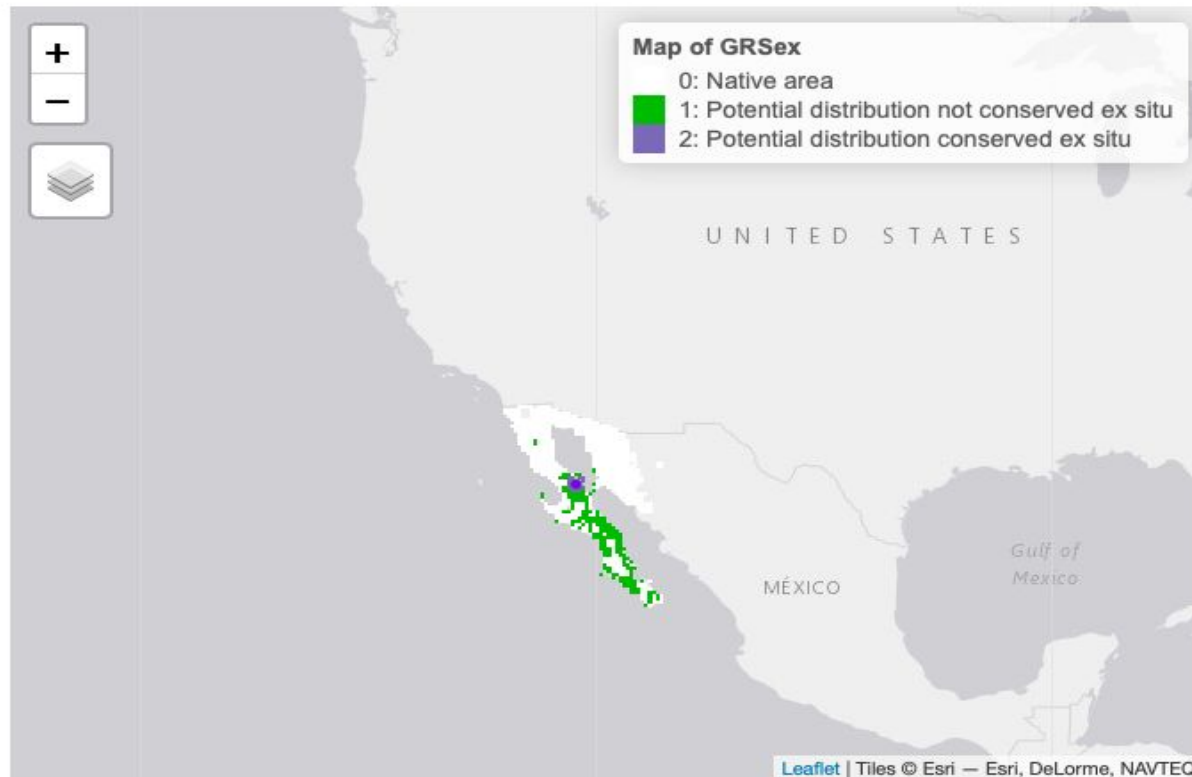 +
−
Map of GRSex
0: Native area
1: Potential distribution not conserved ex situ
2: Potential distribution conserved ex situ
UNITED STATES
Gulf of
Mexico
MÉXICO
Leaflet | Tiles © Esri — Esri, DeLorme, NAVTEQ